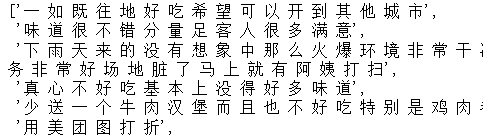 ['一 如 既 往 地 好 吃 希 望 可 以 开 到 其 他 城 市',
'味 道 很 不 错 分 量 足 客 人 很 多 满 意',
'下 雨 天 来 的 没 有 想 象 中 那 么 火 爆 环 境 非 常 干
务 非 常 好 场 地 脏 了 马 上 就 有 阿 姨 打 扫',
'真 心 不 好 吃 基 本 上 没 得 好 多 味 道',
'少 送 一 个 牛 肉 汉 堡 而 且 也 不 好 吃 特 别 是 鸡 肉
'用 美 团 图 打 折',